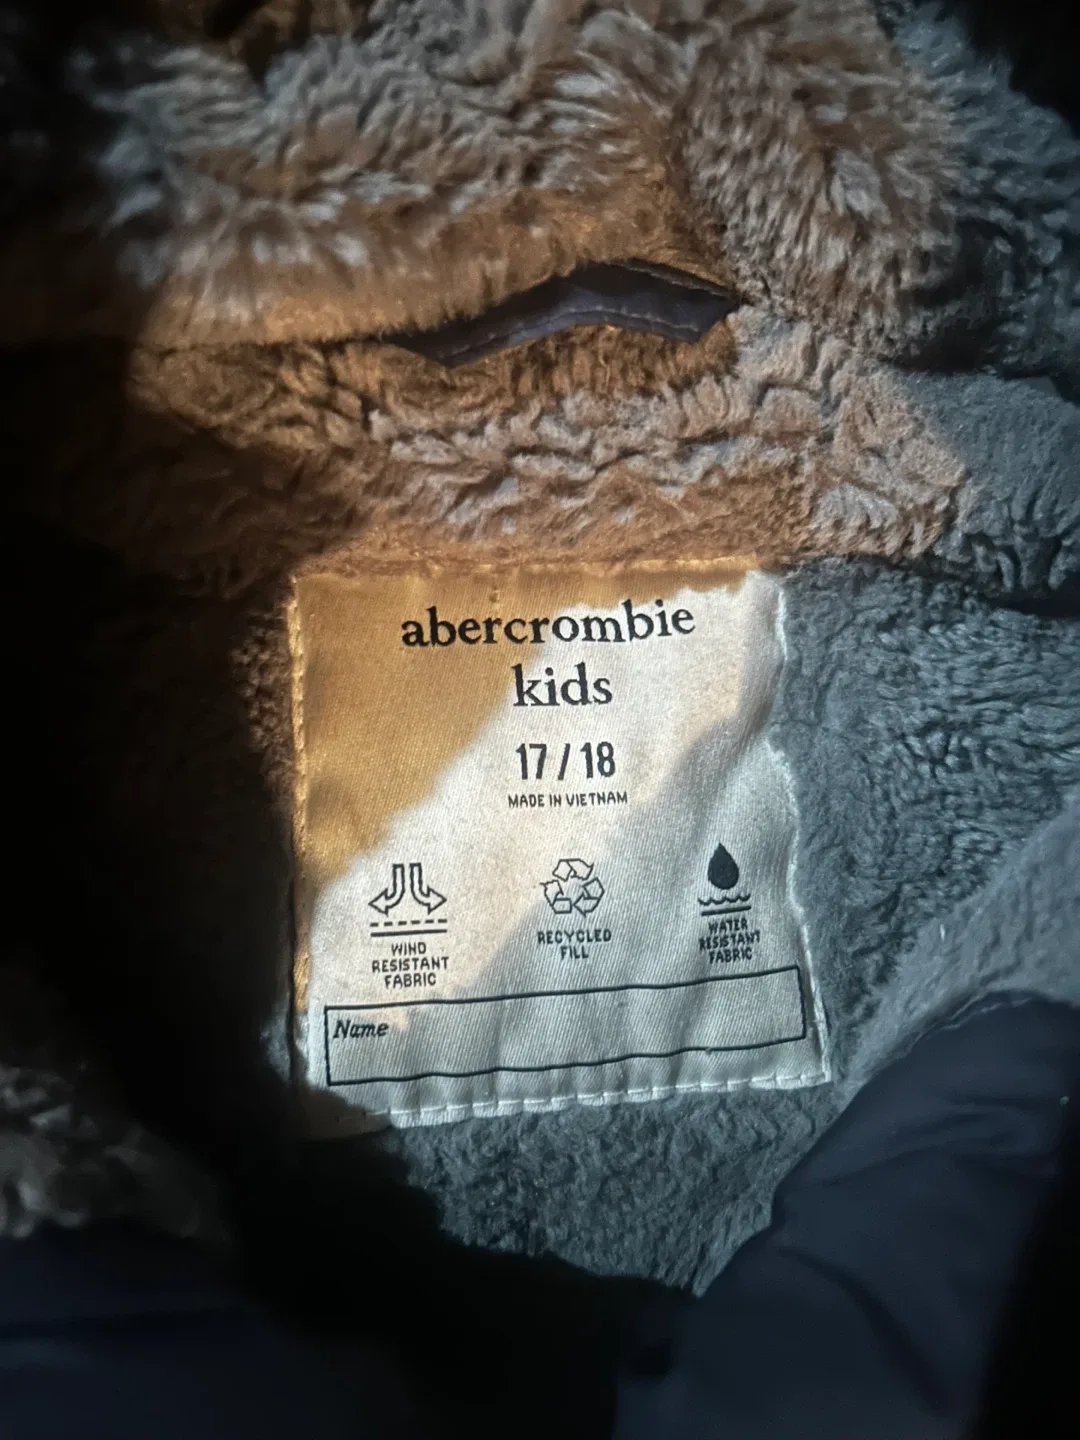 abercrombie
kids
17 / 18
MADE IN VIETNAM
WIND
RESISTANT
FABRIC
RECYCLED
FILL
WATER
RESISTANT
FABRIC
Name